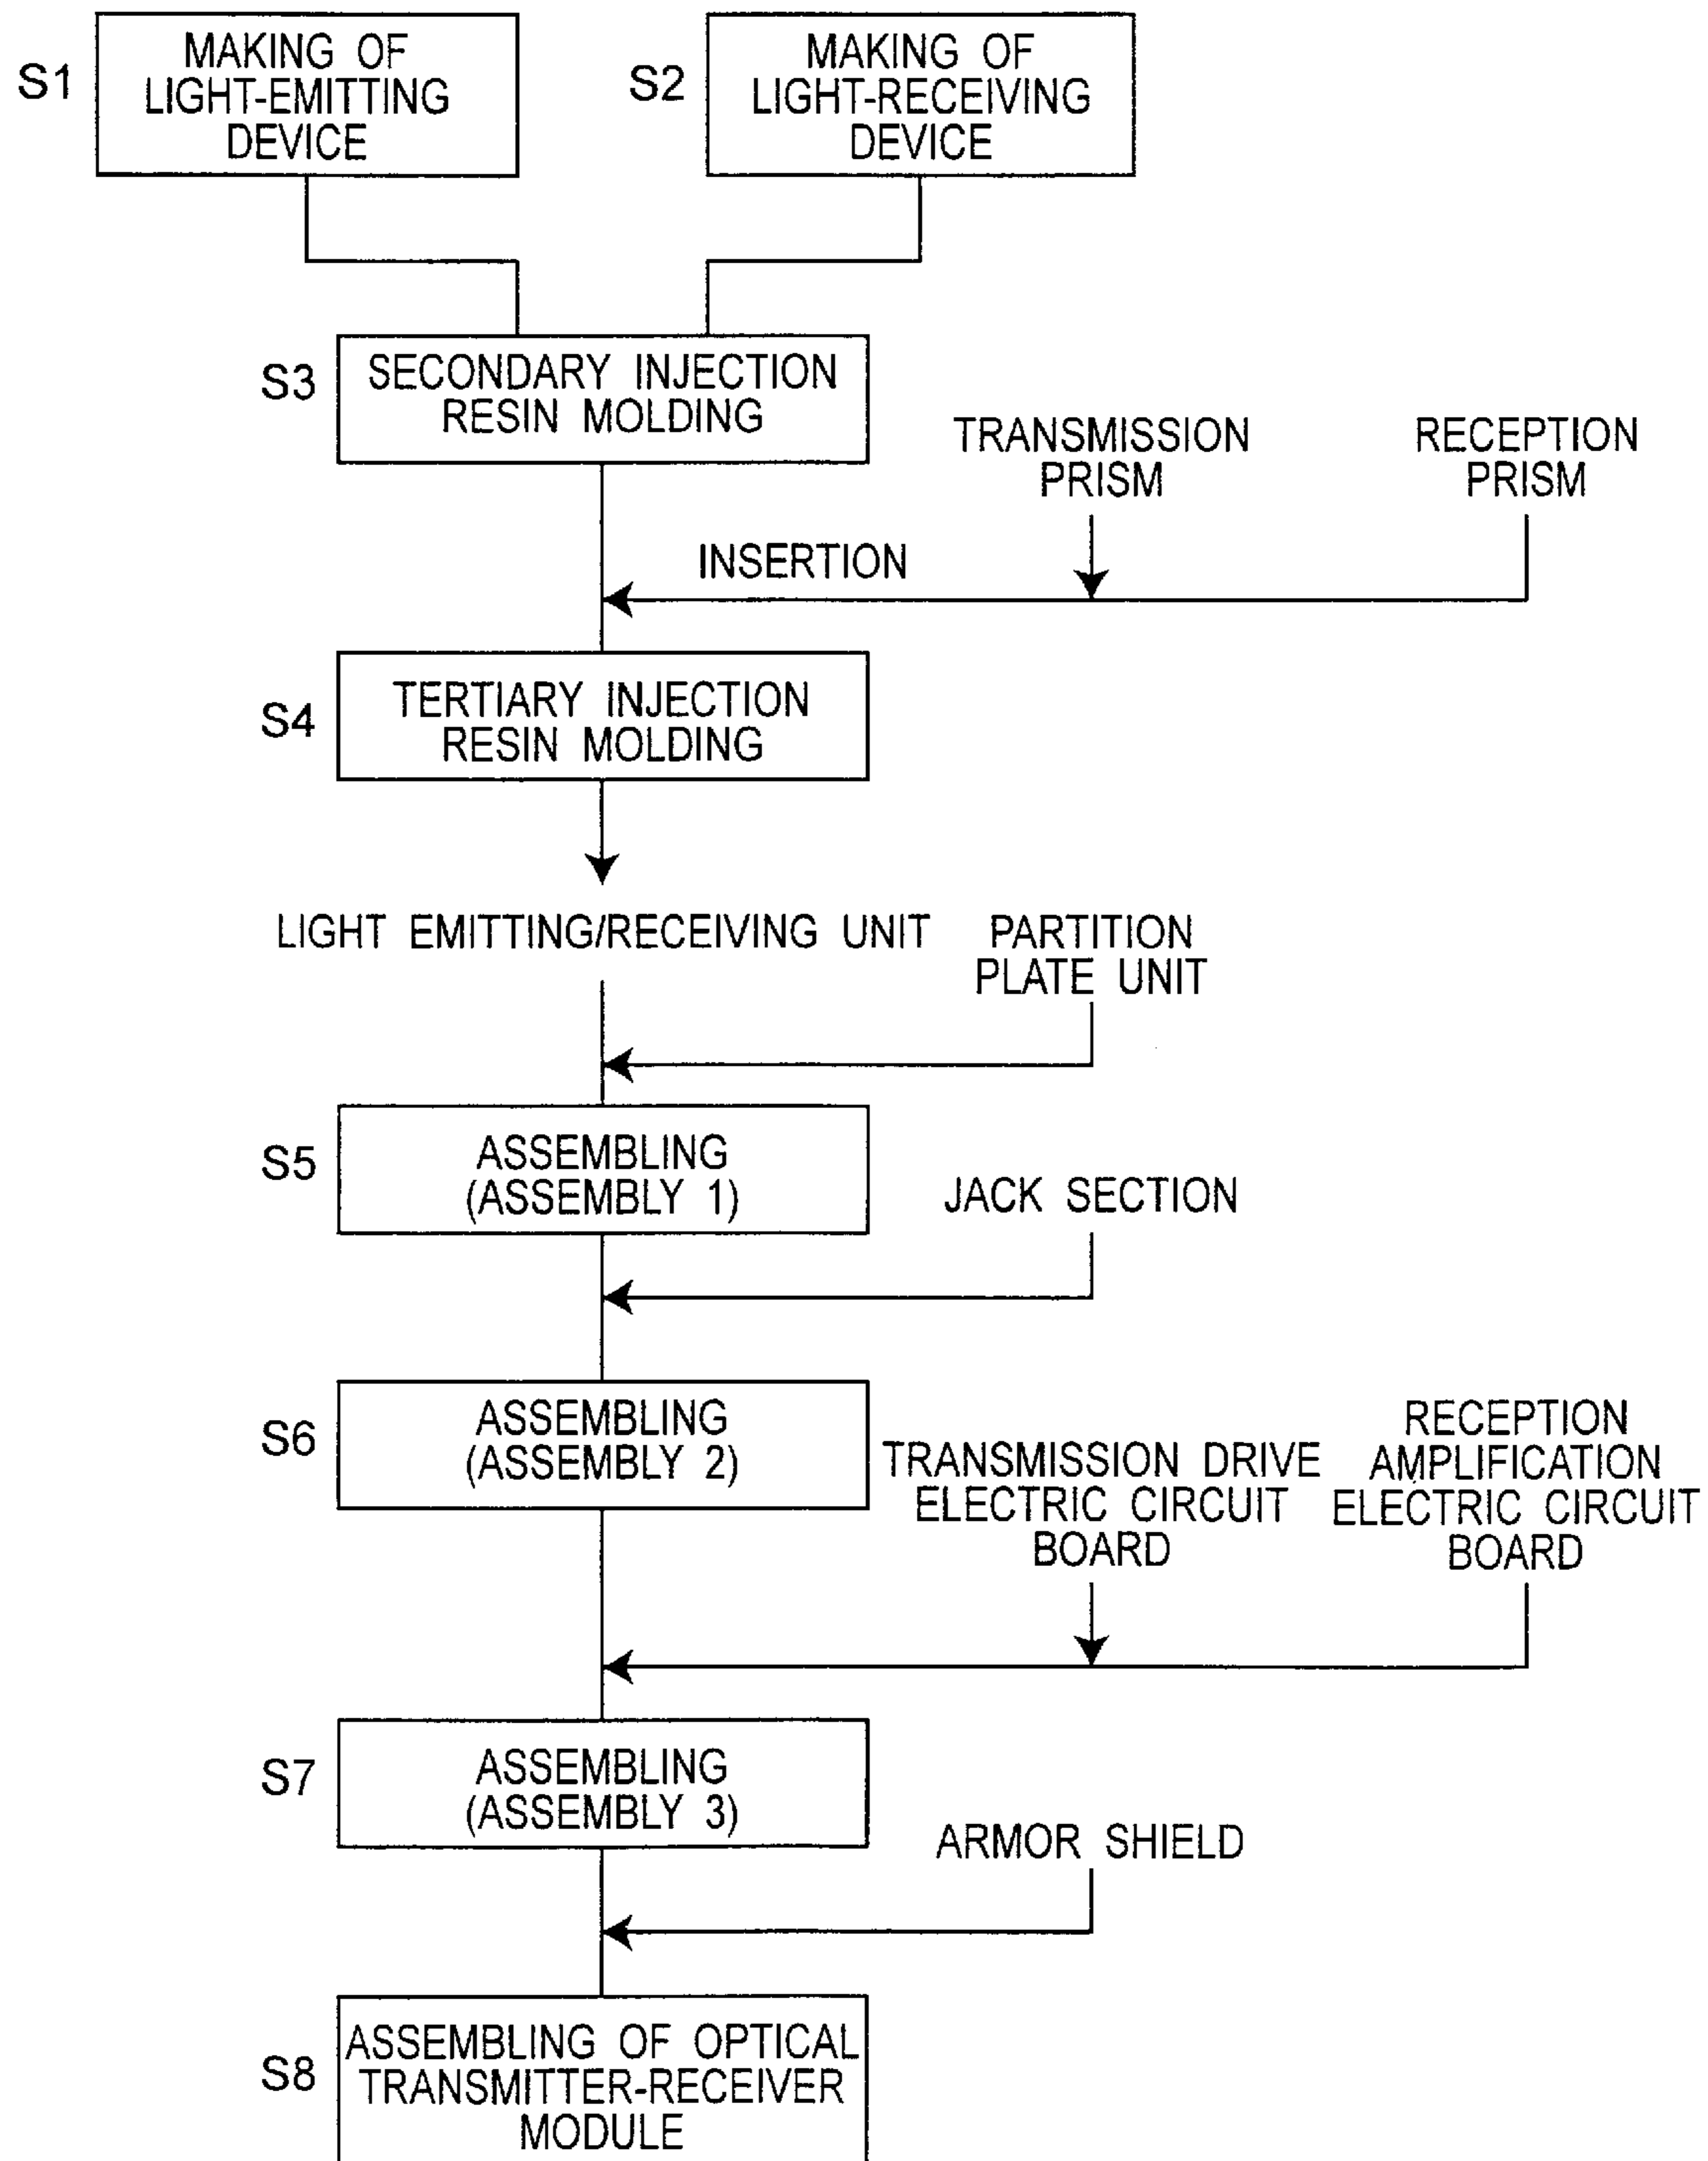 S1
MAKING OF
LIGHT-EMITTING
DEVICE
S2
MAKING OF
LIGHT-RECEIVING
DEVICE
S3
SECONDARY INJECTION
RESIN MOLDING
TRANSMISSION
PRISM
RECEPTION
PRISM
INSERTION
S4
TERTIARY INJECTION
RESIN MOLDING
LIGHT EMITTING/RECEIVING UNIT
PARTITION
PLATE UNIT
S5
ASSEMBLING
(ASSEMBLY 1)
JACK SECTION
S6
ASSEMBLING
(ASSEMBLY 2)
TRANSMISSION DRIVE
ELECTRIC CIRCUIT
BOARD
RECEPTION
AMPLIFICATION
ELECTRIC CIRCUIT
BOARD
S7
ASSEMBLING
(ASSEMBLY 3)
ARMOR SHIELD
S8
ASSEMBLING OF OPTICAL
TRANSMITTER-RECEIVER
MODULE